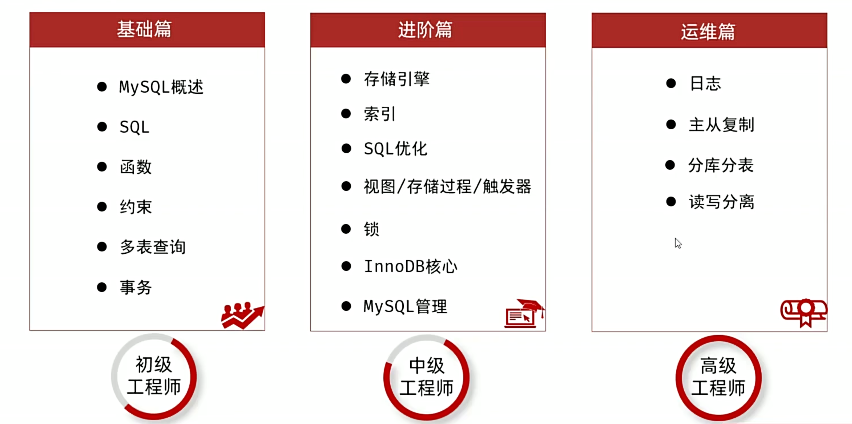 基础篇
MySQL概述
SQL
函数
约束
多表查询
事务
初级
工程师
进阶篇
存储引擎
索引
SQL优化
视图/存储过程/触发器
锁
InnoDB核心
MySQL管理
中级
工程师
运维篇
日志
主从复制
分库分表
读写分离
高级
工程师